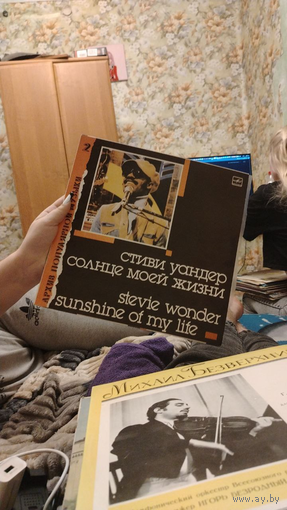 2
АРХИВ ПОПУЛЯРНОЙ МУЗЫКИ
СТИВИ УАНДЕР
СОЛНЦЕ МОЕЙ ЖИЗНИ
stevie wonder
sunshine of my life
МИХАИЛ БЕЗВЕРХНИЙ
www.ay.by